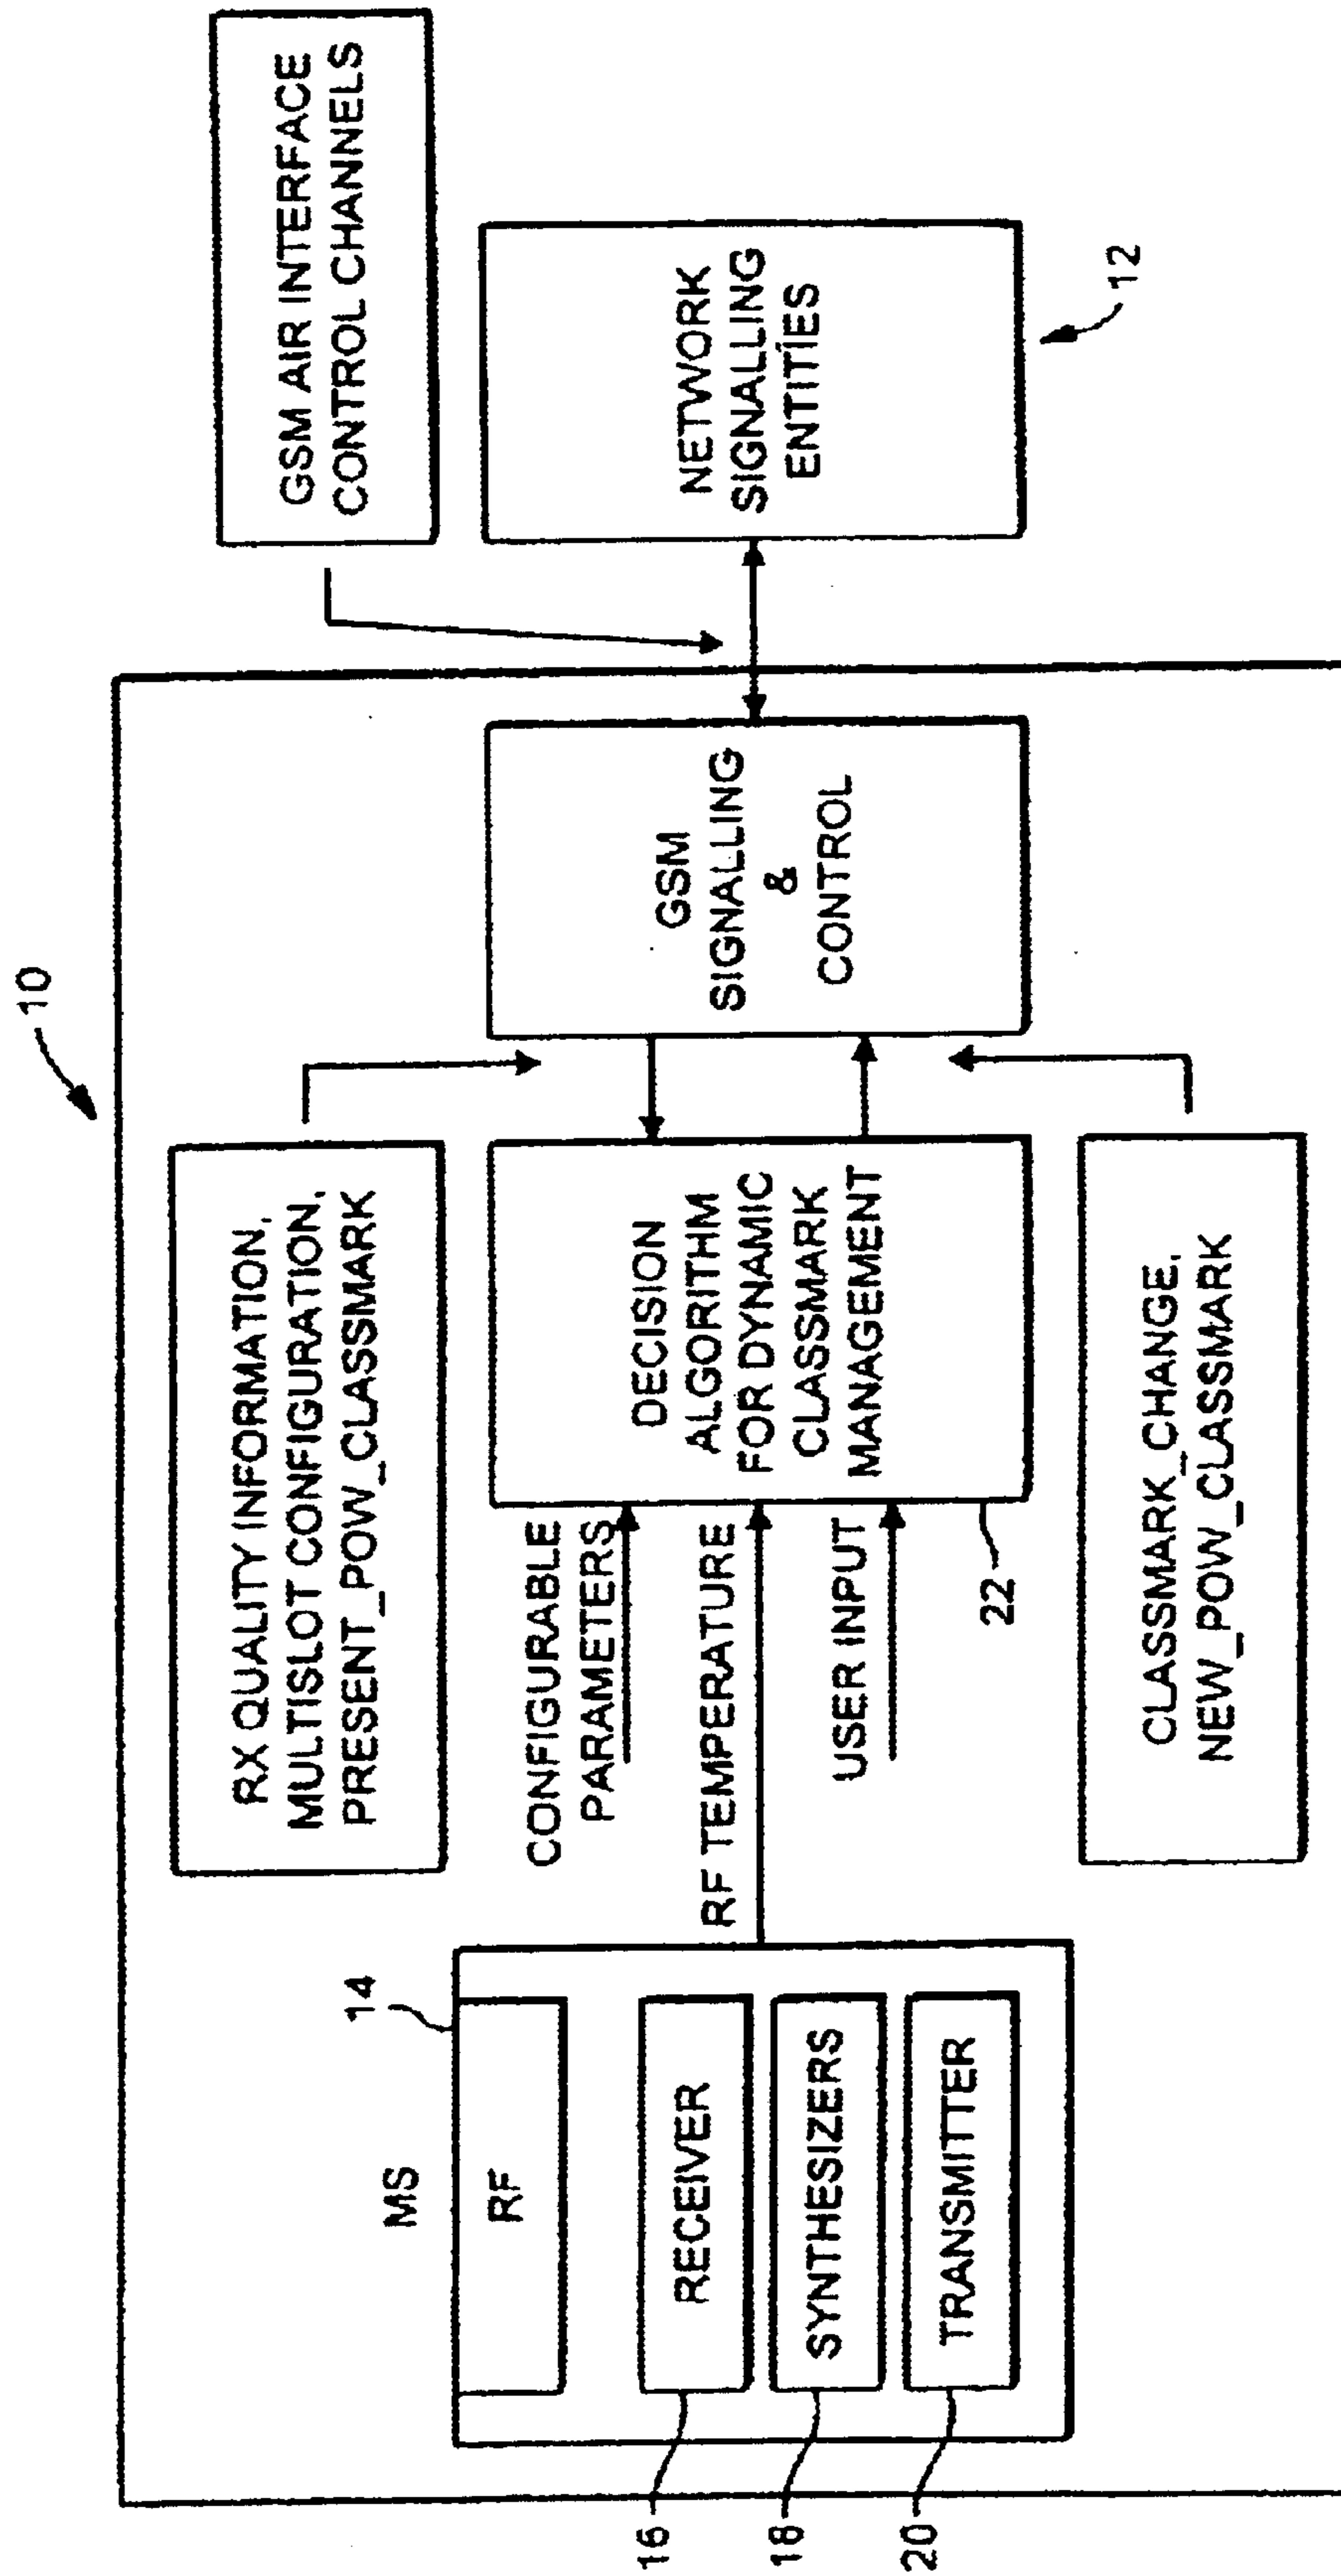 10
MS
14
RF
RECEIVER
SYNTHESIZERS
TRANSMITTER
16
18
20
RX QUALITY INFORMATION,
MULTISLOT CONFIGURATION,
PRESENT_POW_CLASSMARK
CONFIGURABLE
PARAMETERS
RF TEMPERATURE
USER INPUT
DECISION
ALGORITHM
FOR DYNAMIC
CLASSMARK
MANAGEMENT
22
CLASSMARK_CHANGE,
NEW_POW_CLASSMARK
GSM
SIGNALLING
&
CONTROL
GSM AIR INTERFACE
CONTROL CHANNELS
NETWORK
SIGNALLING
ENTITIES
12